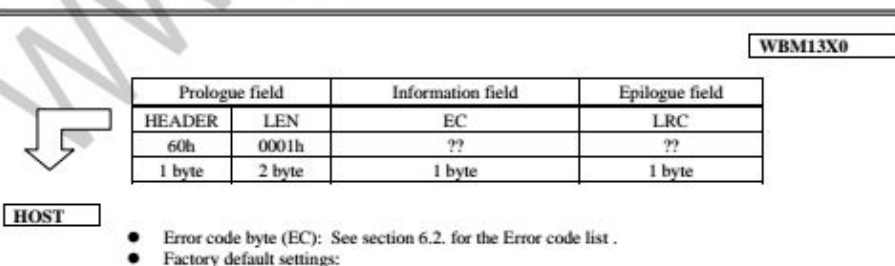 WBM13X0
Prologue field Information field Epilogue field
HEADER LEN EC LRC
60h 0001h ?? ??
1 byte 2 byte 1 byte 1 byte
HOST
● Error code byte (EC): See section 6.2. for the Error code list .
● Factory default settings: